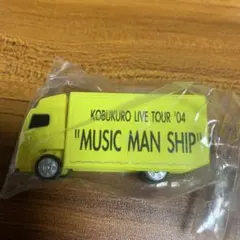 KOBUKURO LIVE TOUR '04
"MUSIC MAN SHIP"